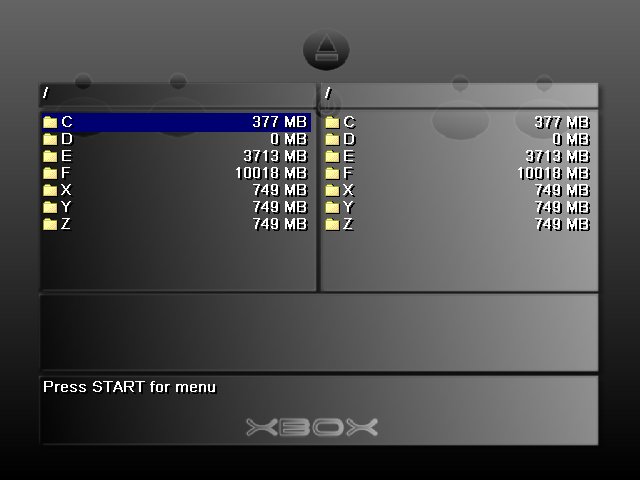 / /
C 377 MB C 377 MB
D 0 MB D 0 MB
E 3713 MB E 3713 MB
F 10018 MB F 10018 MB
X 749 MB X 749 MB
Y 749 MB Y 749 MB
Z 749 MB Z 749 MB
Press START for menu
XBOX